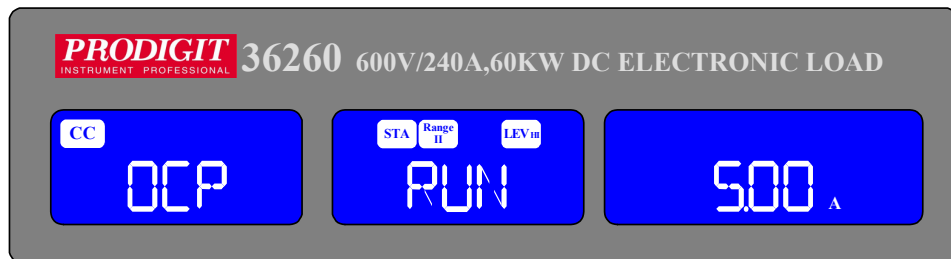 PRODIGIT
INSTRUMENT PROFESSIONAL
36260 600V/240A,60KW DC ELECTRONIC LOAD
CC
OCP
STA Range II LEV HI
RUN
5.00 A